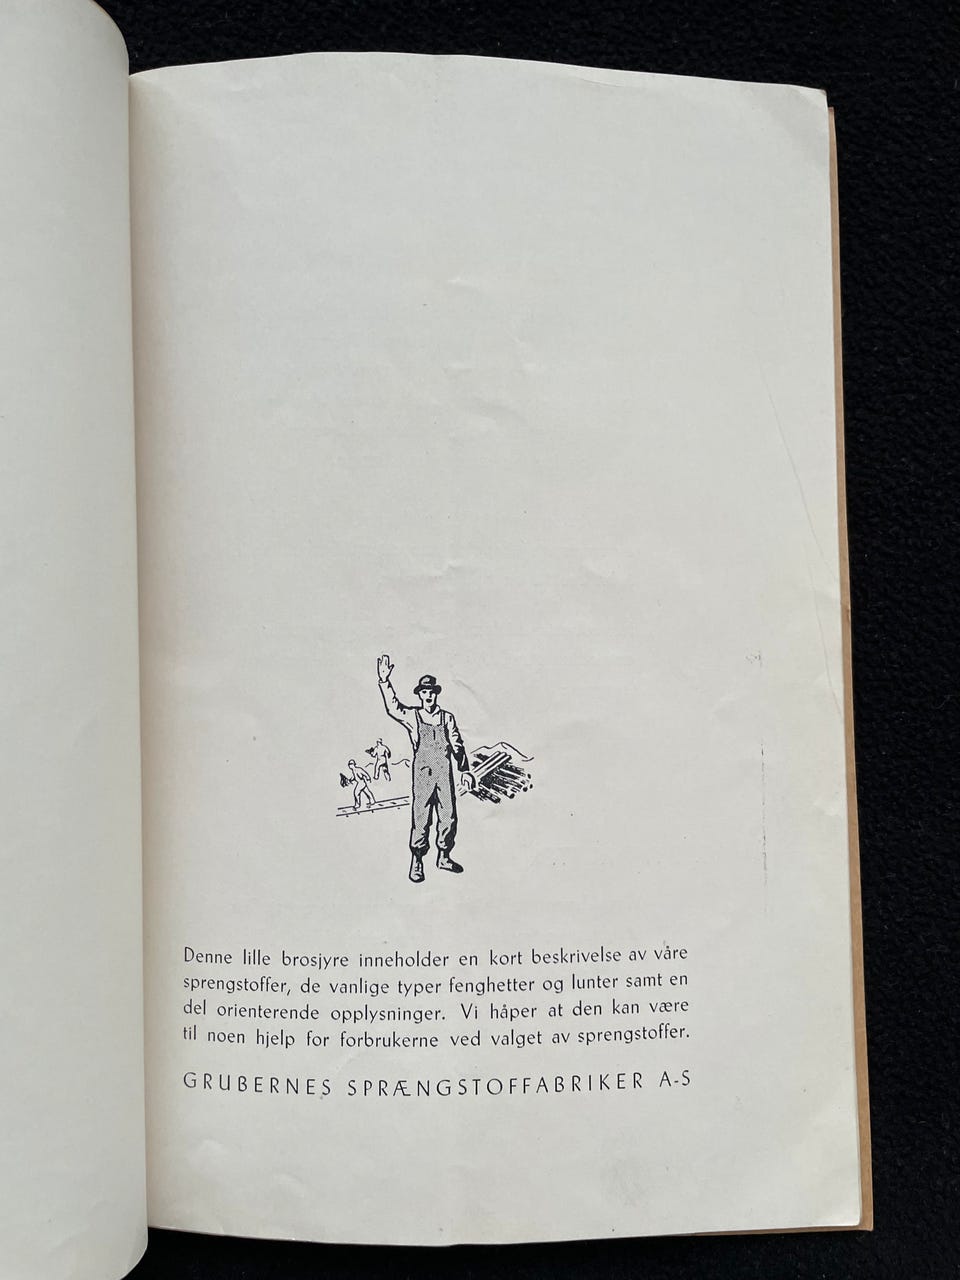 Denne lille brosjyre inneholder en kort beskrivelse av våre
sprengstoffer, de vanlige typer fenghetter og lunter samt en
del orienterende opplysninger. Vi håper at den kan være
til noen hjelp for forbrukerne ved valget av sprengstoffer.
GRUBERNES SPRÆNGSTOFFABRIKER A-S